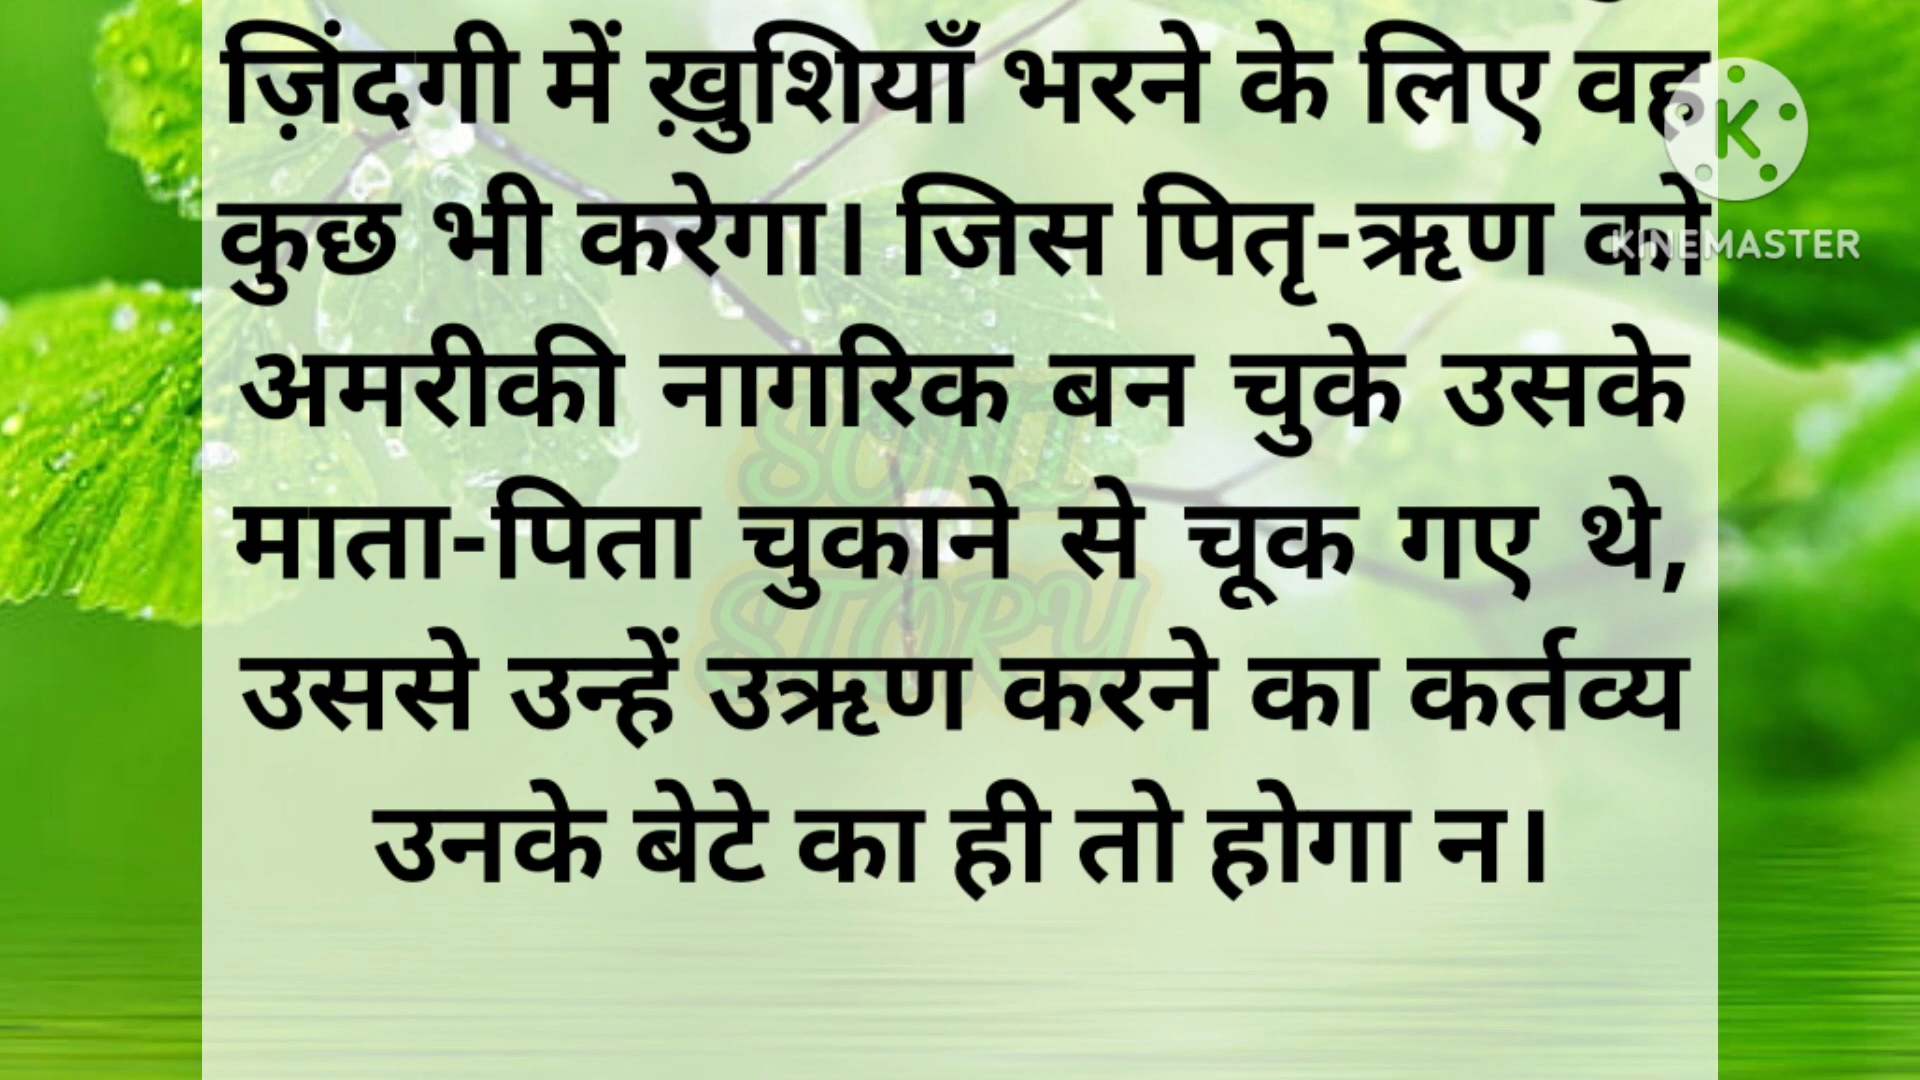 ज़िंदगी में ख़ुशियाँ भरने के लिए वह
कुछ भी करेगा। जिस पितृ-ऋण को
अमरीकी नागरिक बन चुके उसके
माता-पिता चुकाने से चूक गए थे,
उससे उन्हें उऋण करने का कर्तव्य
उनके बेटे का ही तो होगा न।
K
KINEMASTER
SONI
STORY